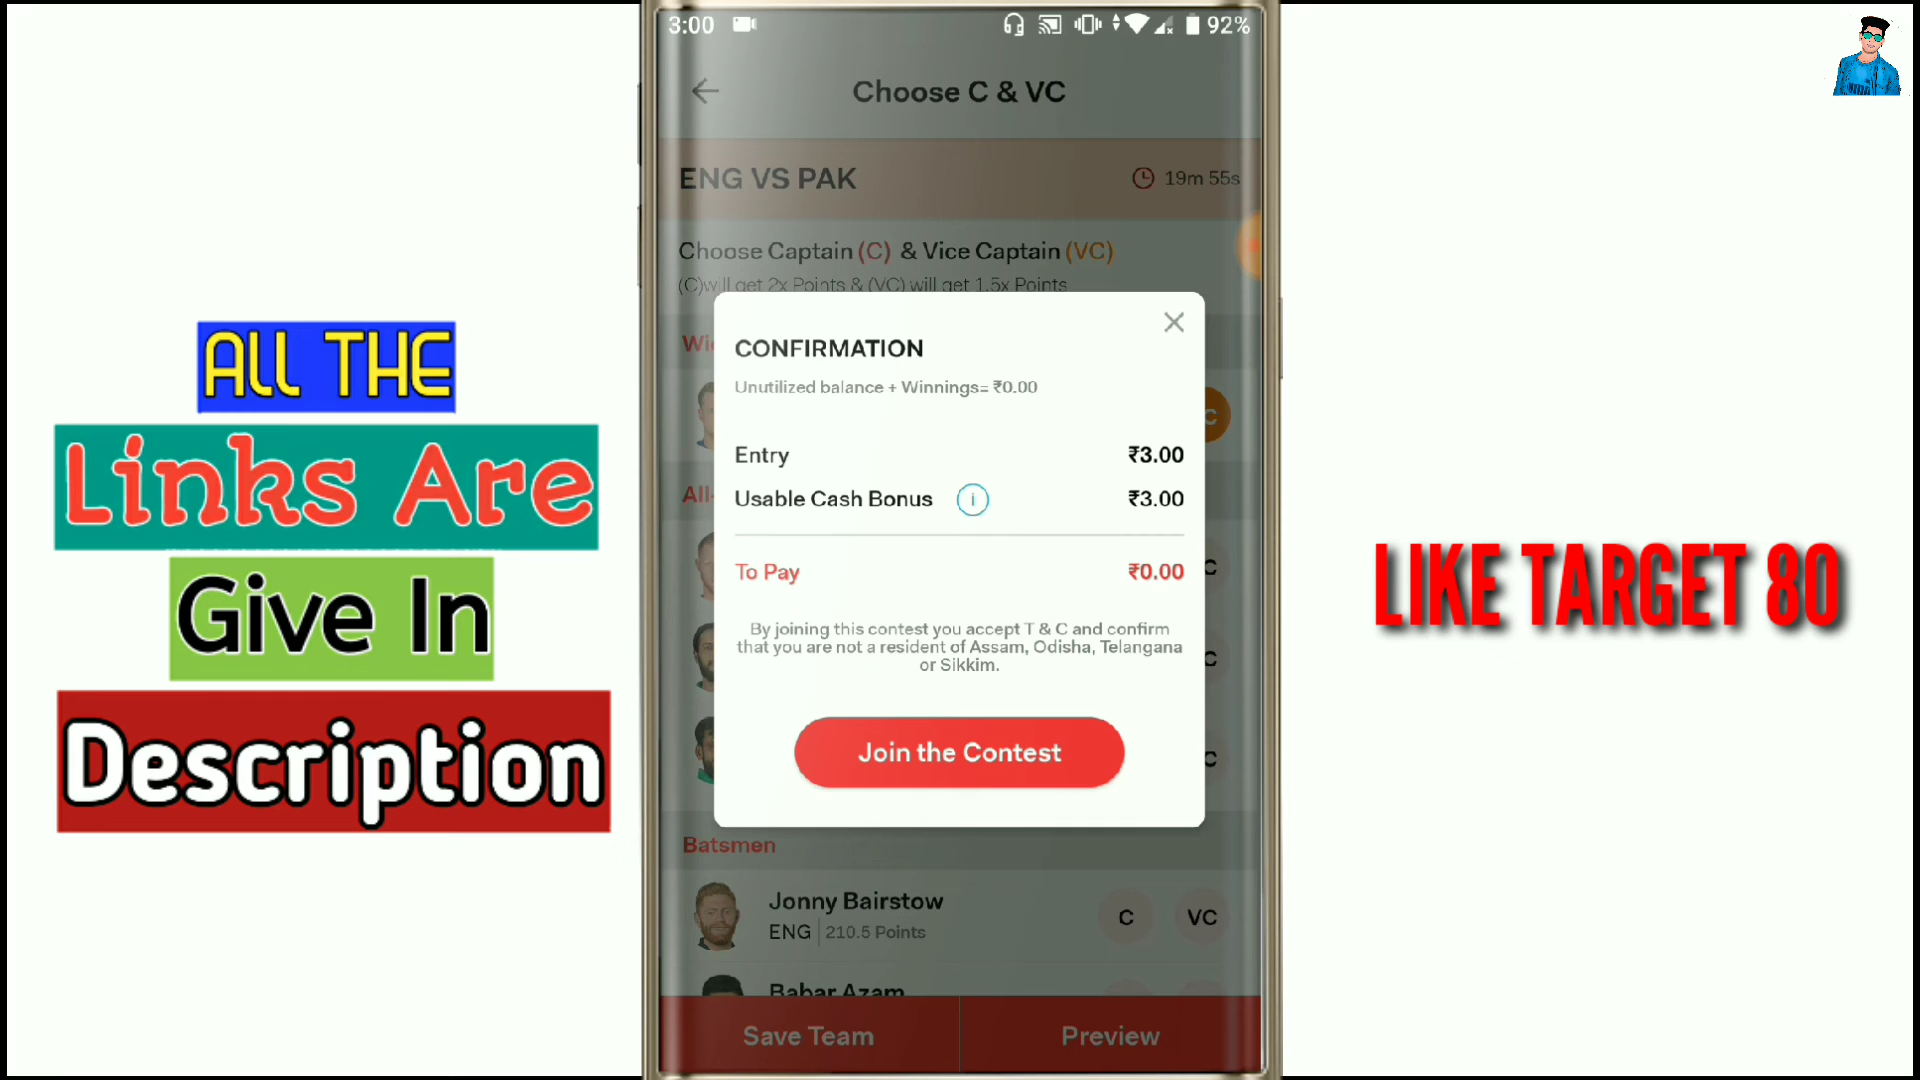 3:00
92%
Choose C & VC
ENG VS PAK
19m 55s
Choose Captain (C) & Vice Captain (VC)
(C)will get 2x Points & (VC) will get 1.5x Points
CONFIRMATION
Unutilized balance + Winnings= ₹0.00
Entry ₹3.00
Usable Cash Bonus i ₹3.00
To Pay ₹0.00
By joining this contest you accept T & C and confirm
that you are not a resident of Assam, Odisha, Telangana
or Sikkim.
Join the Contest
Batsmen
Jonny Bairstow
ENG 210.5 Points
C VC
Babar Azam
Save Team Preview
ALL THE
Links Are
Give In
Description
LIKE TARGET 80